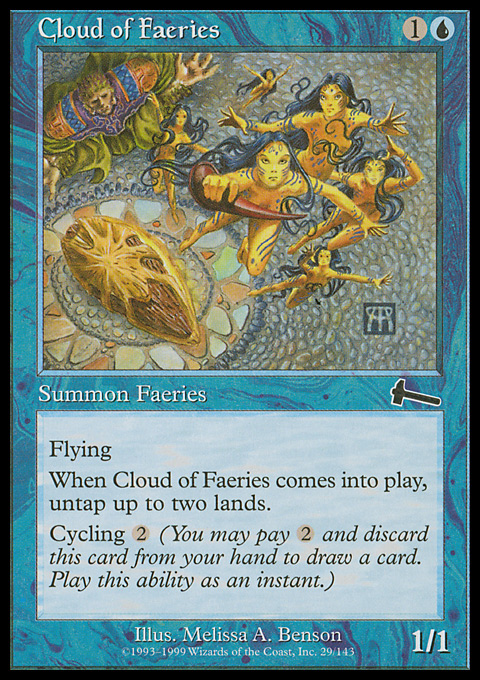 Cloud of Faeries 1
Summon Faeries
Flying
When Cloud of Faeries comes into play,
untap up to two lands.
Cycling 2 (You may pay 2 and discard
this card from your hand to draw a card.
Play this ability as an instant.)
Illus. Melissa A. Benson
1/1
©1993-1999 Wizards of the Coast, Inc. 29/143